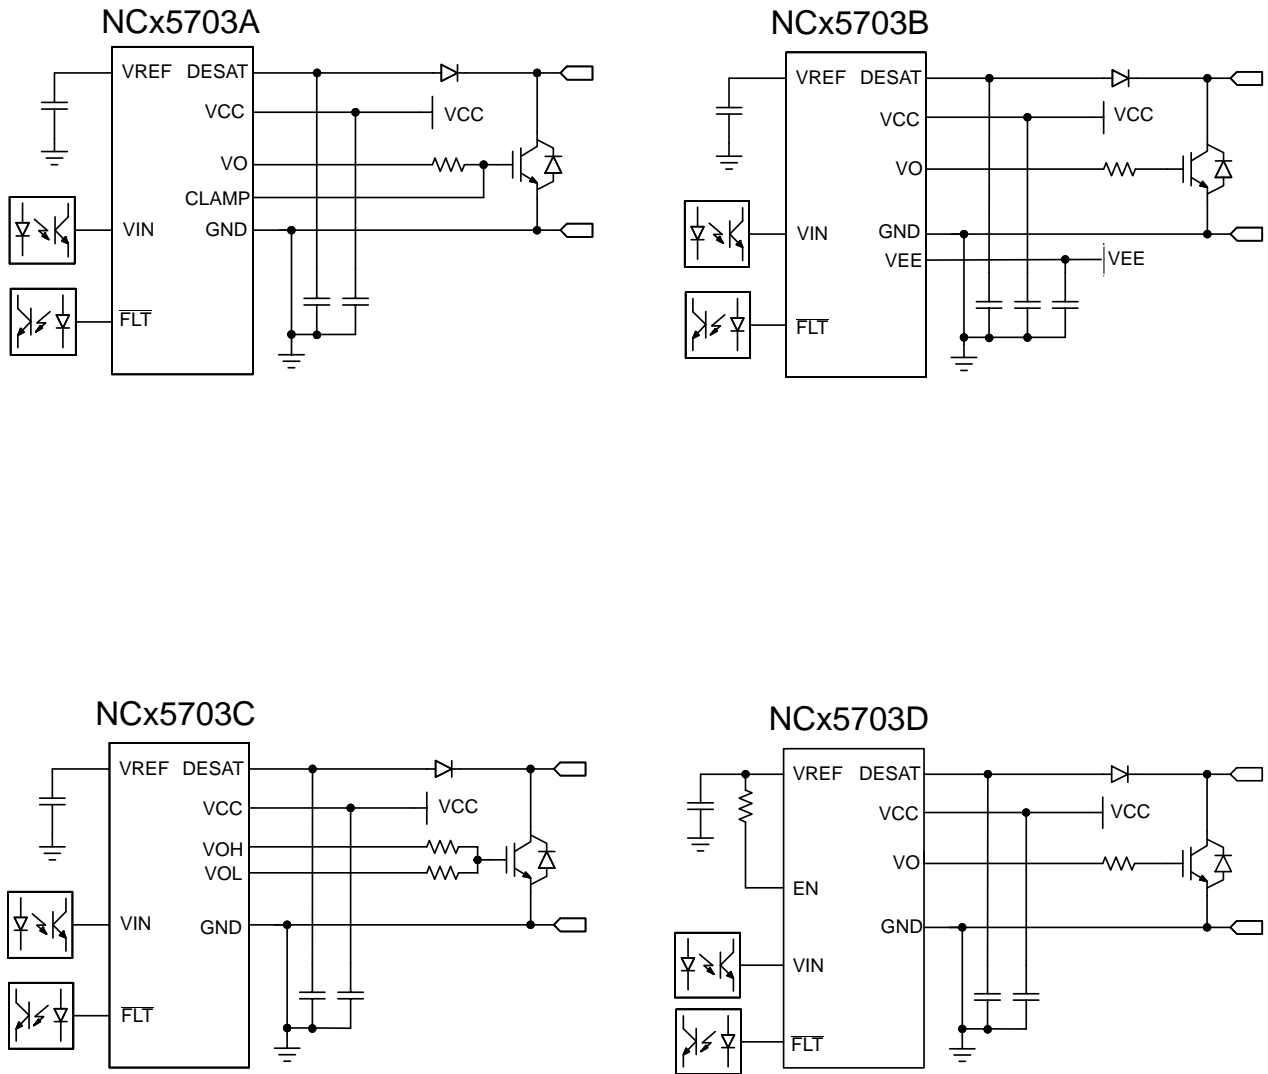 NCx5703A
VREF DESAT
VCC VCC
VO
CLAMP
VIN GND
FLT
NCx5703B
VREF DESAT
VCC VCC
VO
VIN GND
VEE VEE
FLT
NCx5703C
VREF DESAT
VCC VCC
VOH
VOL
VIN GND
FLT
NCx5703D
VREF DESAT
VCC VCC
VO
EN
GND
VIN
FLT